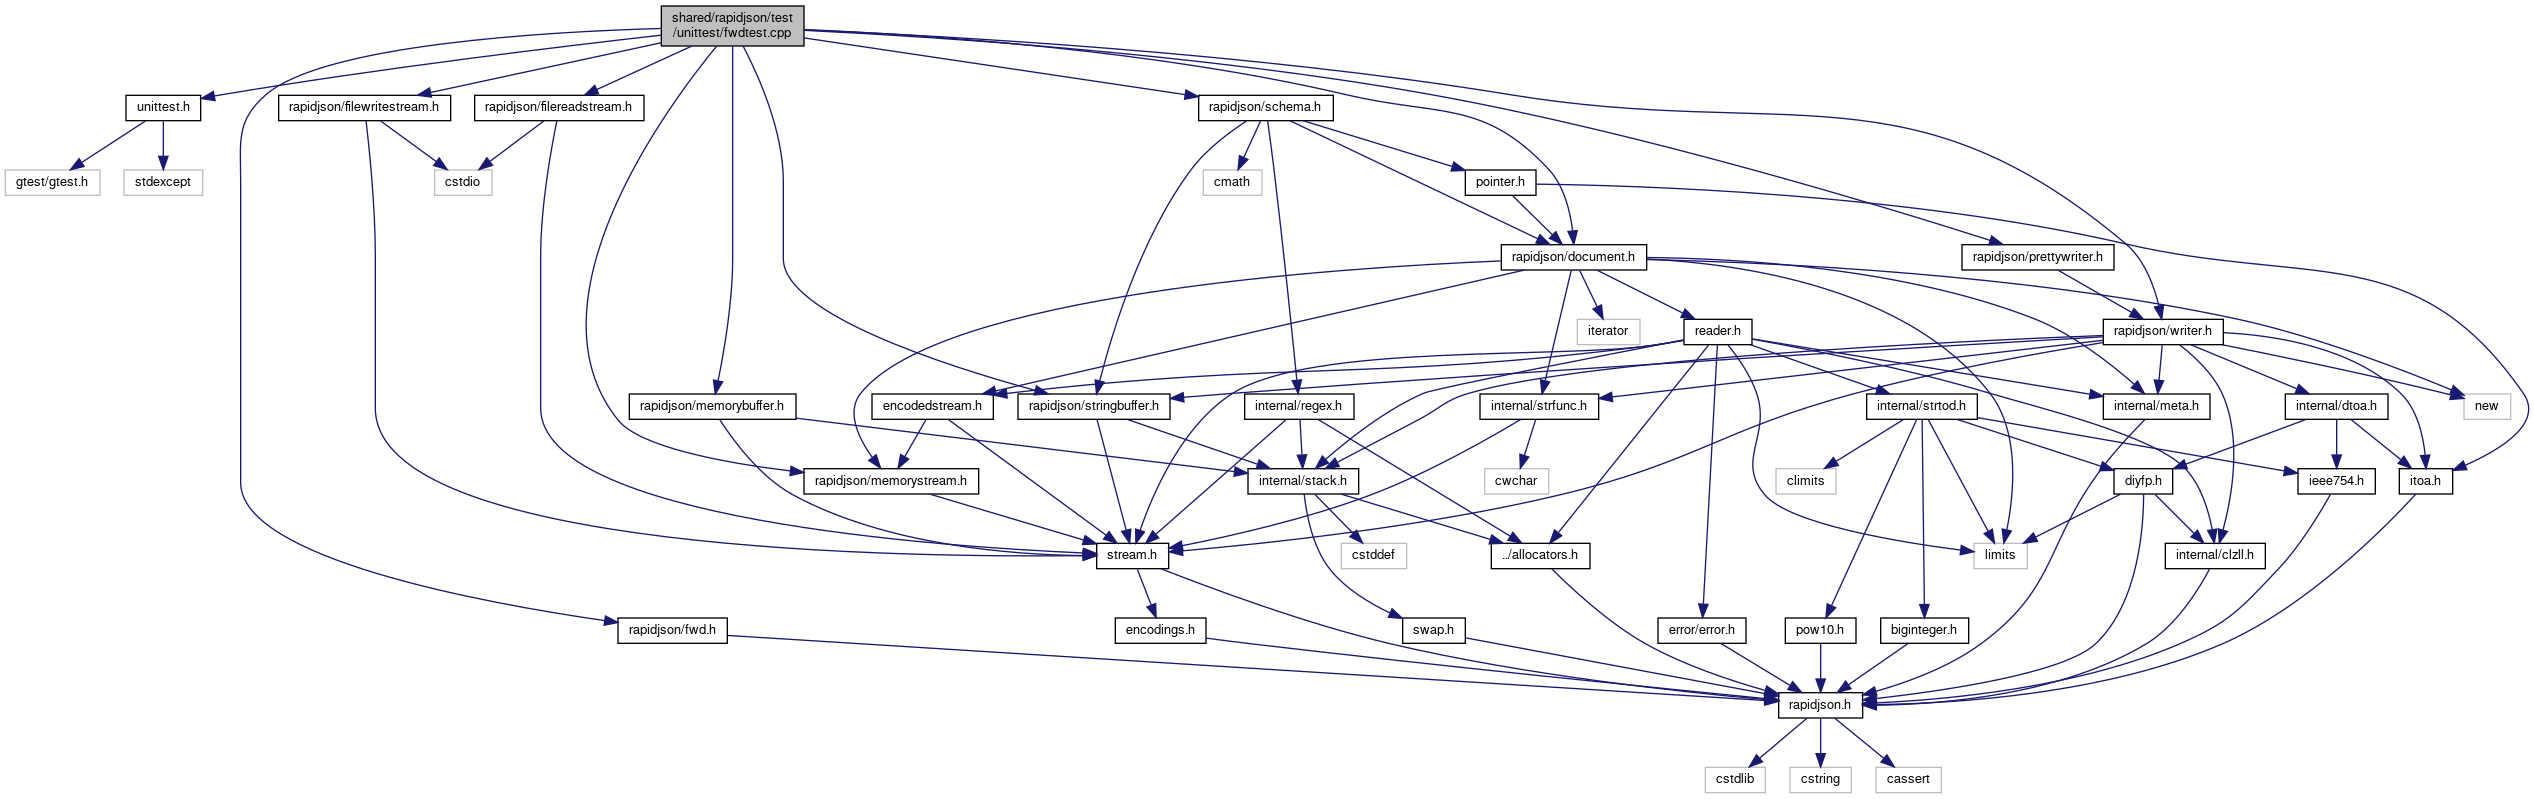 shared/rapidjson/test
/unittest/fwdtest.cpp
unittest.h
rapidjson/filewritestream.h
rapidjson/filereadstream.h
rapidjson/schema.h
gtest/gtest.h
stdexcept
cstdio
cmath
pointer.h
rapidjson/document.h
rapidjson/prettywriter.h
iterator
reader.h
rapidjson/writer.h
rapidjson/memorybuffer.h
encodedstream.h
rapidjson/stringbuffer.h
internal/regex.h
internal/strfunc.h
internal/strtod.h
internal/meta.h
internal/dtoa.h
new
rapidjson/memorystream.h
internal/stack.h
cwchar
climits
diyfp.h
ieee754.h
itoa.h
stream.h
cstddef
../allocators.h
limits
internal/clzll.h
rapidjson/fwd.h
encodings.h
swap.h
error/error.h
pow10.h
biginteger.h
rapidjson.h
cstdlib
cstring
cassert